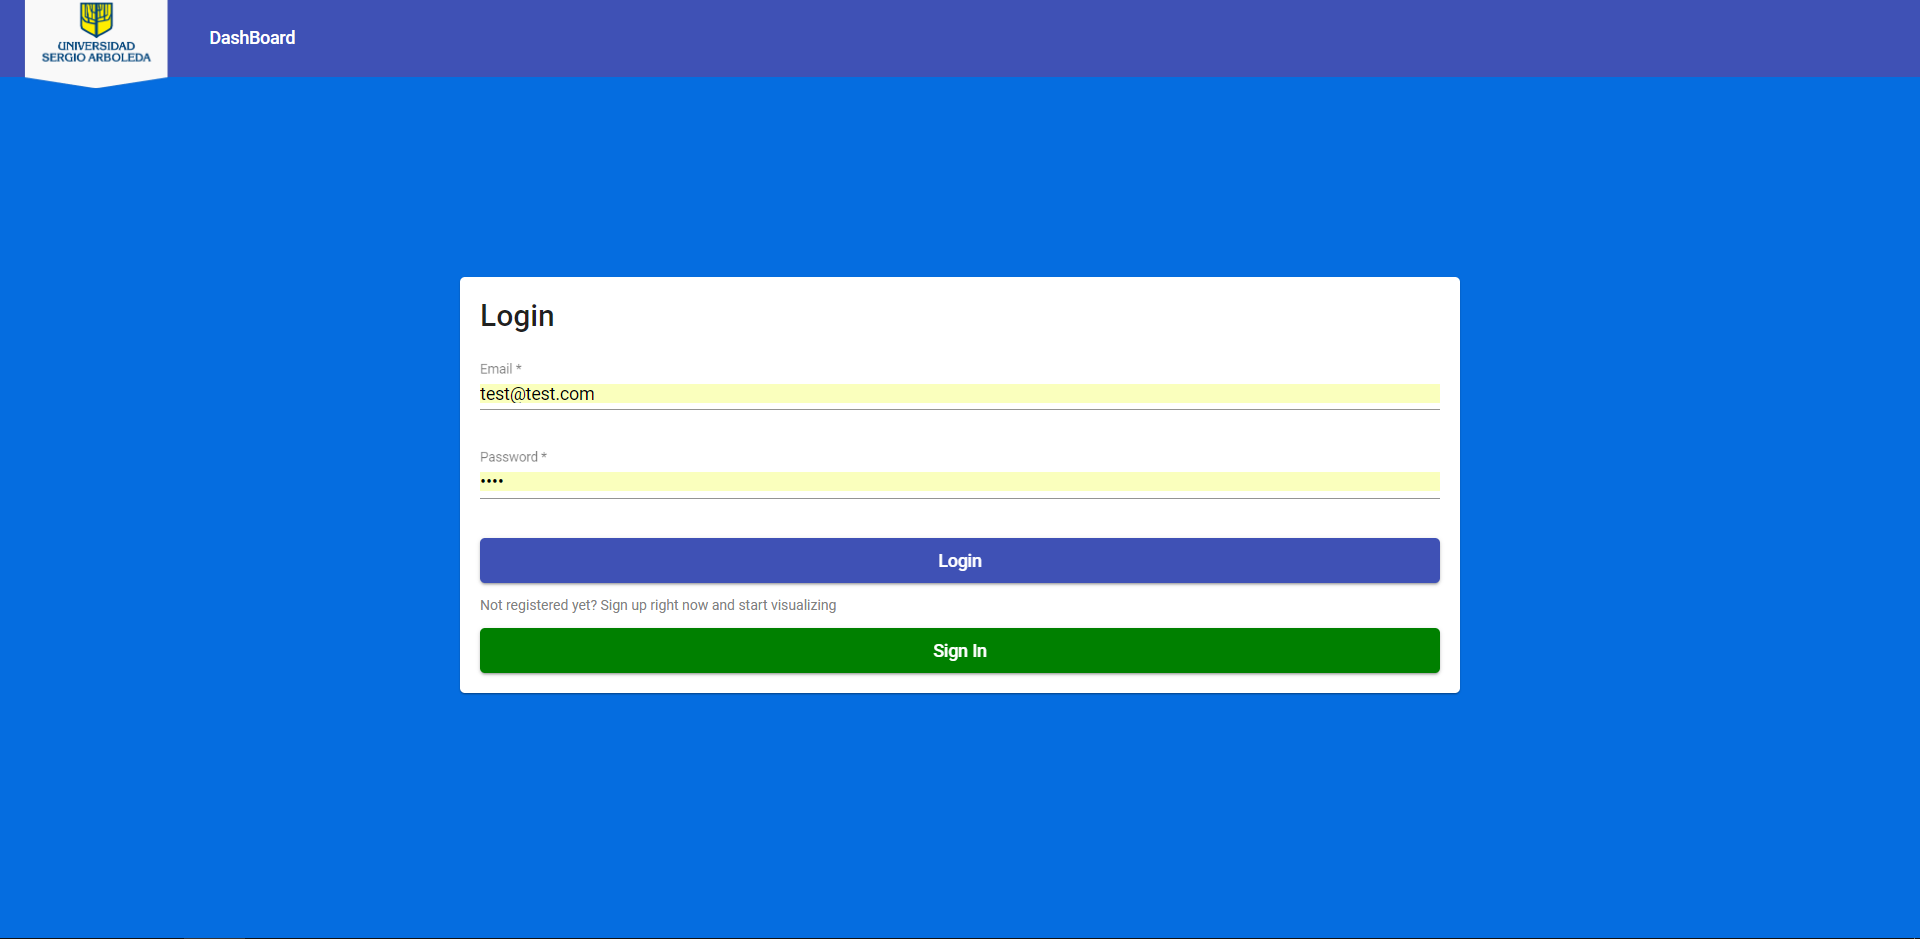 UNIVERSIDAD
SERGIO ARBOLEDA
DashBoard
Login
Email *
test@test.com
Password *
••••
Login
Not registered yet? Sign up right now and start visualizing
Sign In